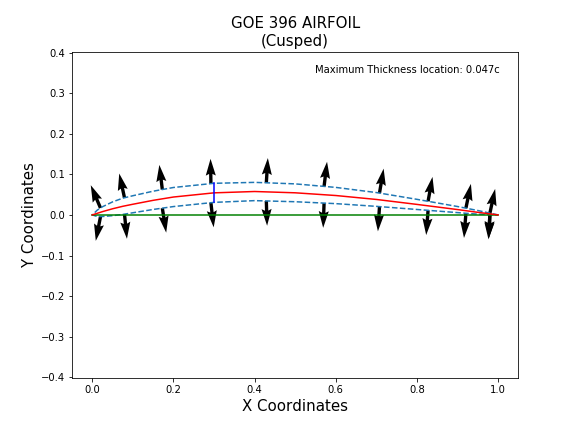 GOE 396 AIRFOIL
(Cusped)
Maximum Thickness location: 0.047c
0.4
0.3
0.2
0.1
0.0
−0.1
−0.2
−0.3
−0.4
Y Coordinates
0.0 0.2 0.4 0.6 0.8 1.0
X Coordinates